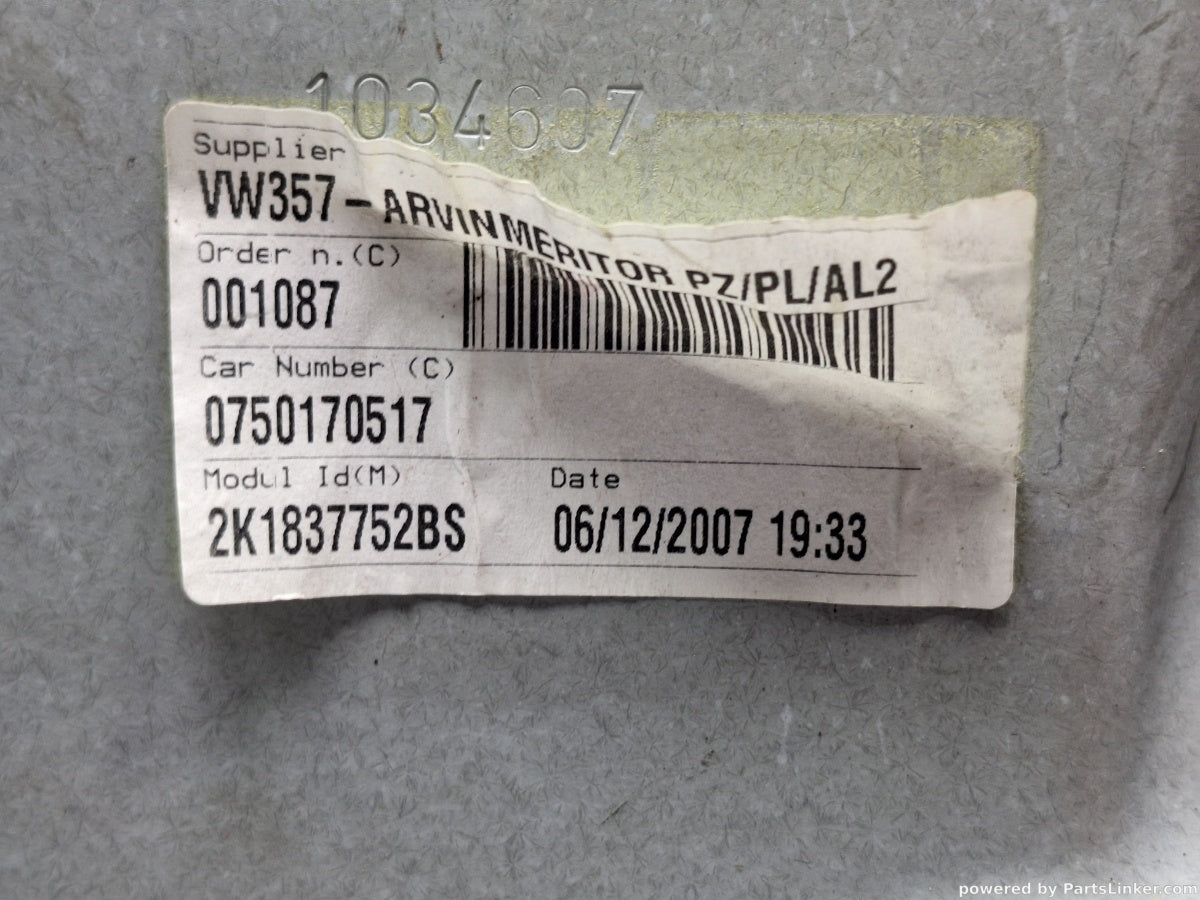 1034607
Supplier
VW357-ARVINMERITOR PZ/PL/AL2
Order n.(C)
001087
Car Number (C)
0750170517
Modul Id(M) Date
2K1837752BS 06/12/2007 19:33
powered by PartsLinker.com